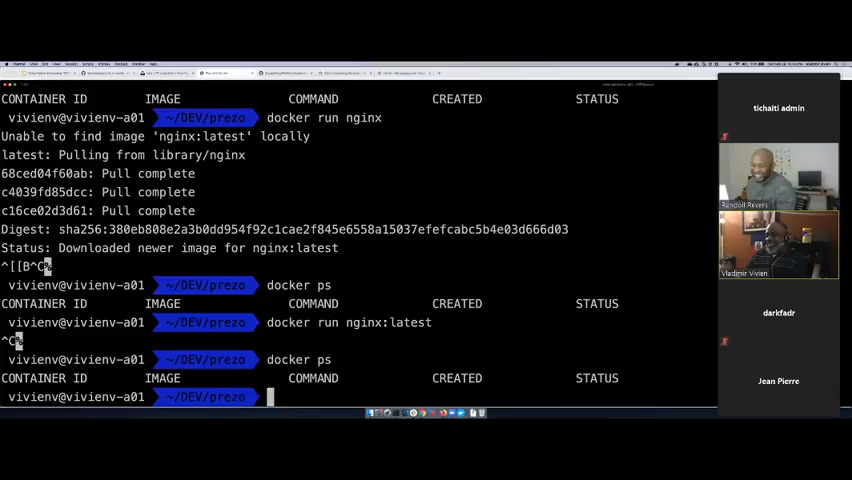 CONTAINER ID IMAGE COMMAND CREATED STATUS
vivienv@vivienv-a01 ~/DEV/prezo docker run nginx
Unable to find image 'nginx:latest' locally
latest: Pulling from library/nginx
68ced04f60ab: Pull complete
c4039fd85dcc: Pull complete
c16ce02d3d61: Pull complete
Digest: sha256:380eb808e2a3b0dd954f92c1cae2f845e6558a15037efefcabc5b4e03d666d03
Status: Downloaded newer image for nginx:latest
^[[B^C%
vivienv@vivienv-a01 ~/DEV/prezo docker ps
CONTAINER ID IMAGE COMMAND CREATED STATUS
vivienv@vivienv-a01 ~/DEV/prezo docker run nginx:latest
^C%
vivienv@vivienv-a01 ~/DEV/prezo docker ps
CONTAINER ID IMAGE COMMAND CREATED STATUS
vivienv@vivienv-a01 ~/DEV/prezo
tichaiti admin
Randoll Revers
Vladimir Vivien
darkfadr
Jean Pierre